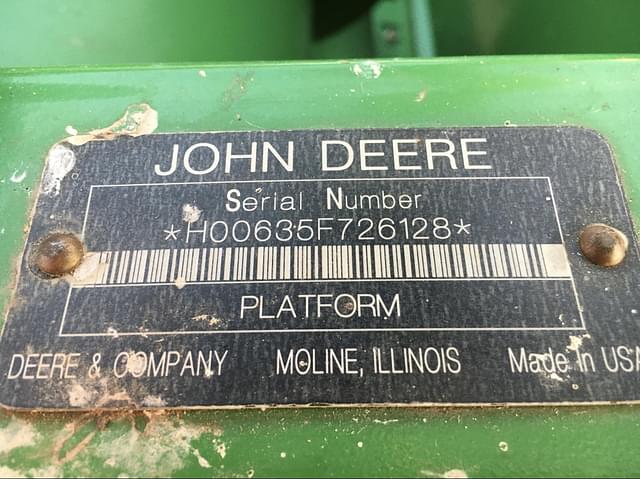 JOHN DEERE
Serial Number
*H00635F726128*
PLATFORM
DEERE & COMPANY MOLINE, ILLINOIS Made in USA